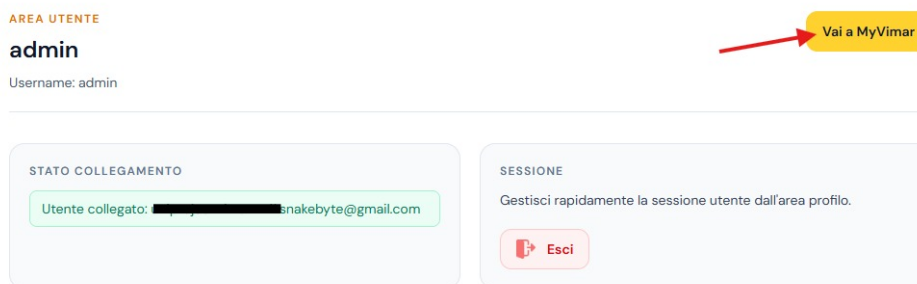 AREA UTENTE
Vai a MyVimar
admin
Username: admin
STATO COLLEGAMENTO
Utente collegato: snakebyte@gmail.com
SESSIONE
Gestisci rapidamente la sessione utente dall'area profilo.
Esci